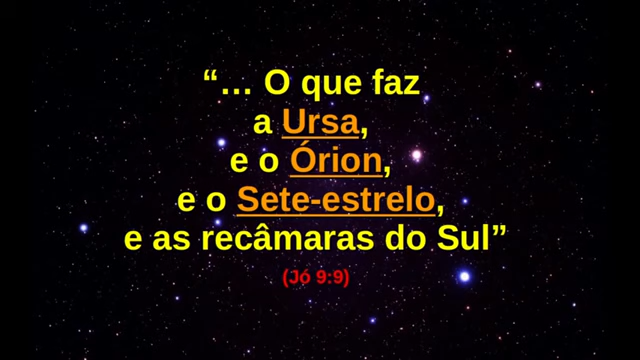 “... O que faz
a Ursa,
e o Órion,
e o Sete-estrelo,
e as recâmaras do Sul”
(Jó 9:9)